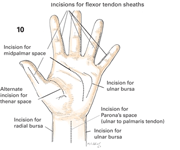 incisions for flexor tendon sheaths
10
Incision for
midpalmar space
Alternate
incision for
thenar space
Incision for
radial bursa
Incision for
ulnar bursa
Incision for
Parona's space
(ulnar to palmaris tendon)
Incision for
ulnar bursa